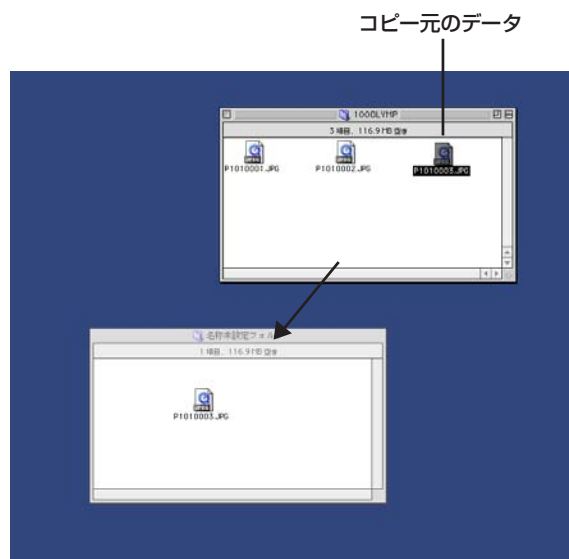 コピー元のデータ
100OLYMP
3 項目、116.9 MB 空き
P1010001.JPG
P1010002.JPG
P1010003.JPG
名称未設定フォル
1 項目、116.9 MB 空き
P1010003.JPG